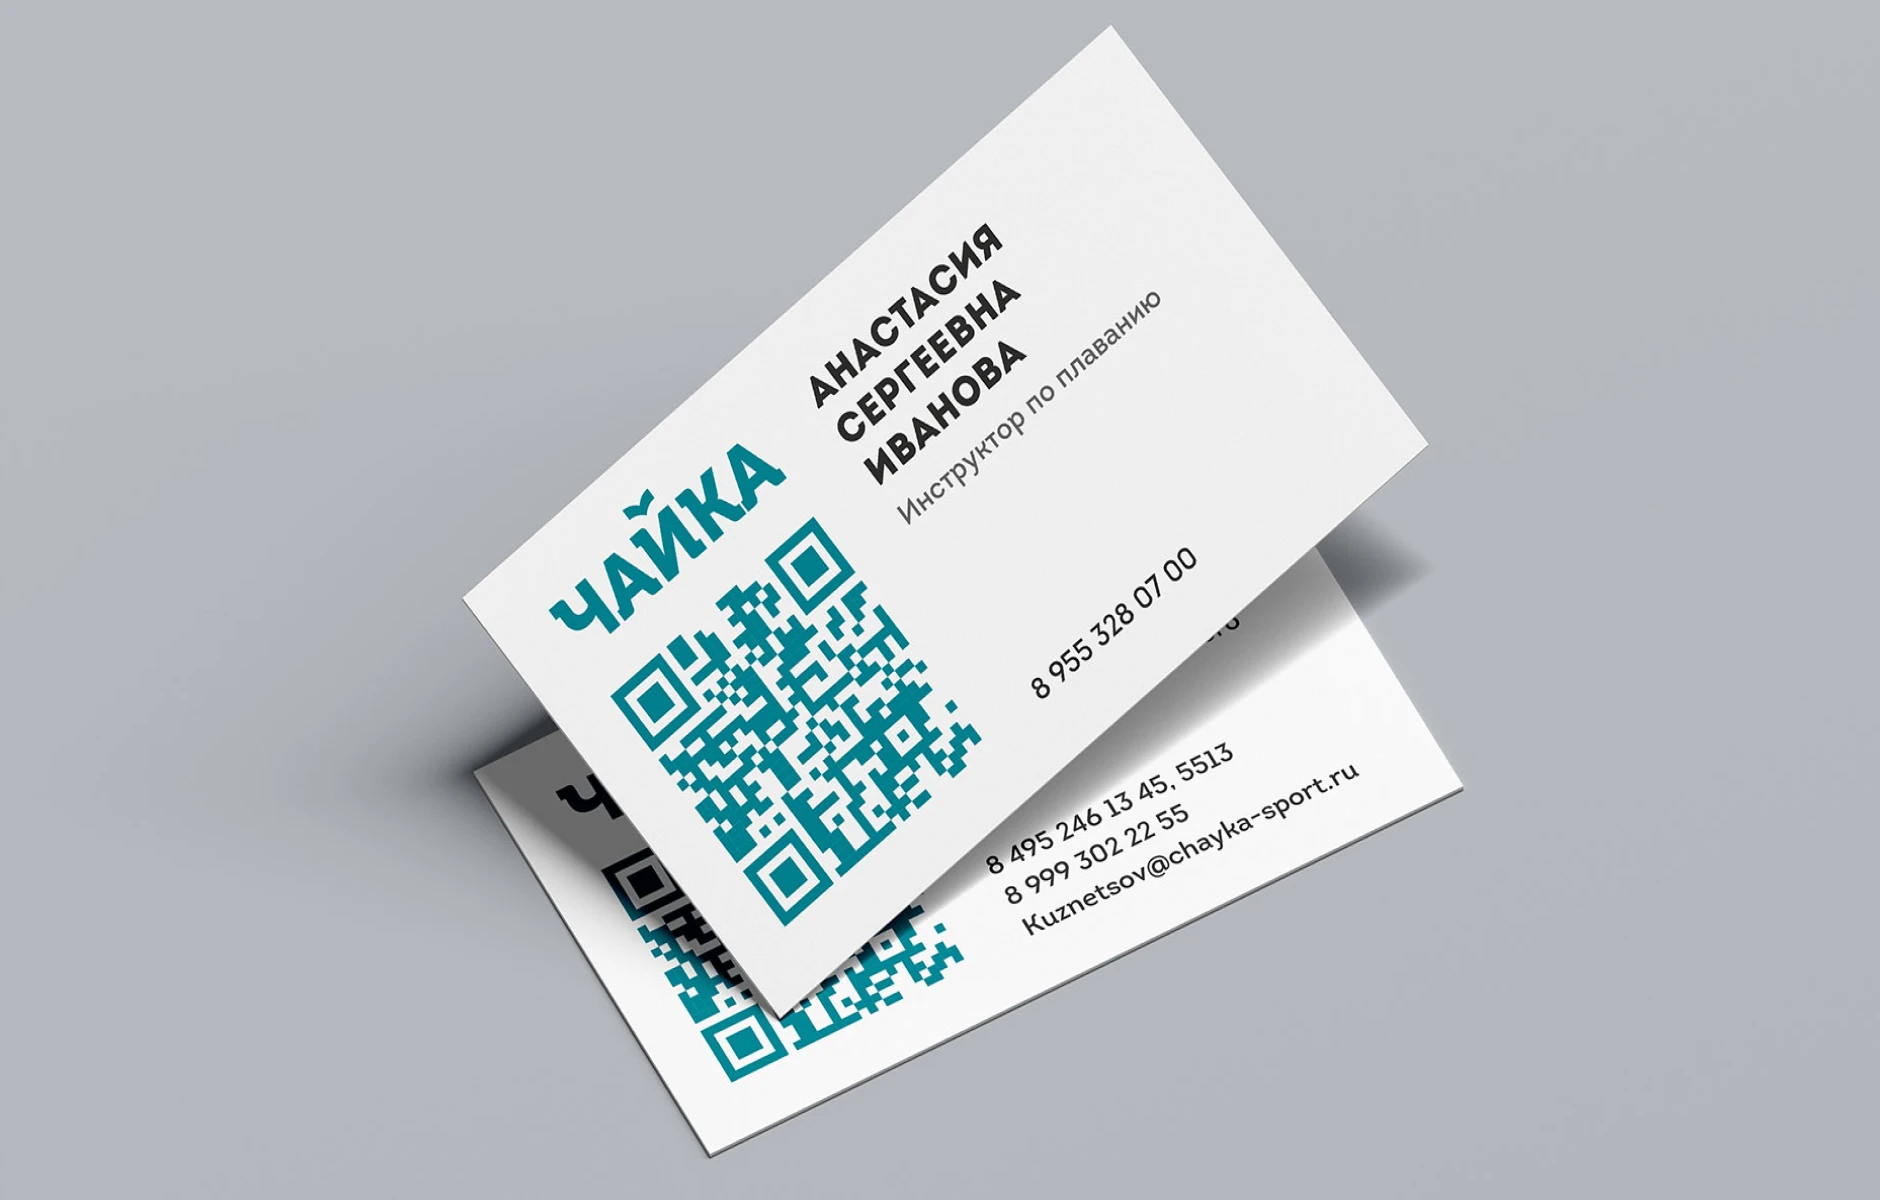 ЧАЙКА
АНАСТАСИЯ
СЕРГЕЕВНА
ИВАНОВА
Инструктор по плаванию
8 955 328 07 00
8 495 246 13 45, 5513
8 999 302 22 55
Kuznetsov@chayka-sport.ru